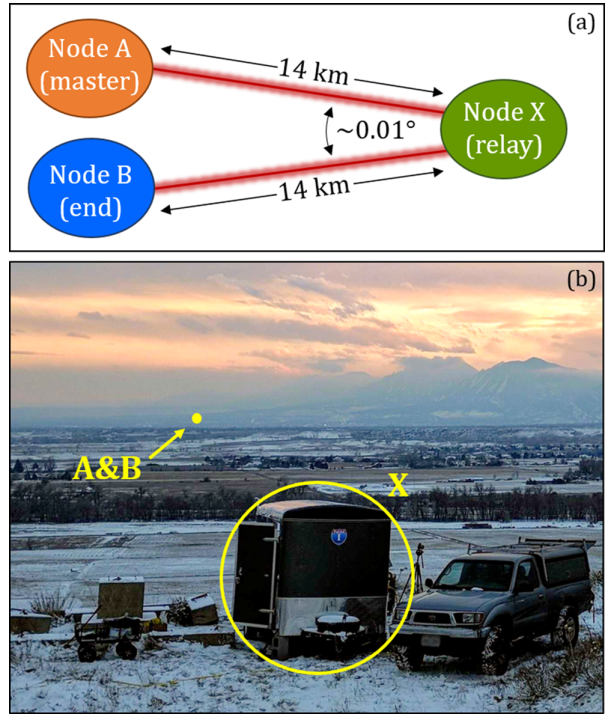 (a)
Node A
(master)
14 km
Node X
(relay)
~0.01°
Node B
(end)
14 km
(b)
A&B
X